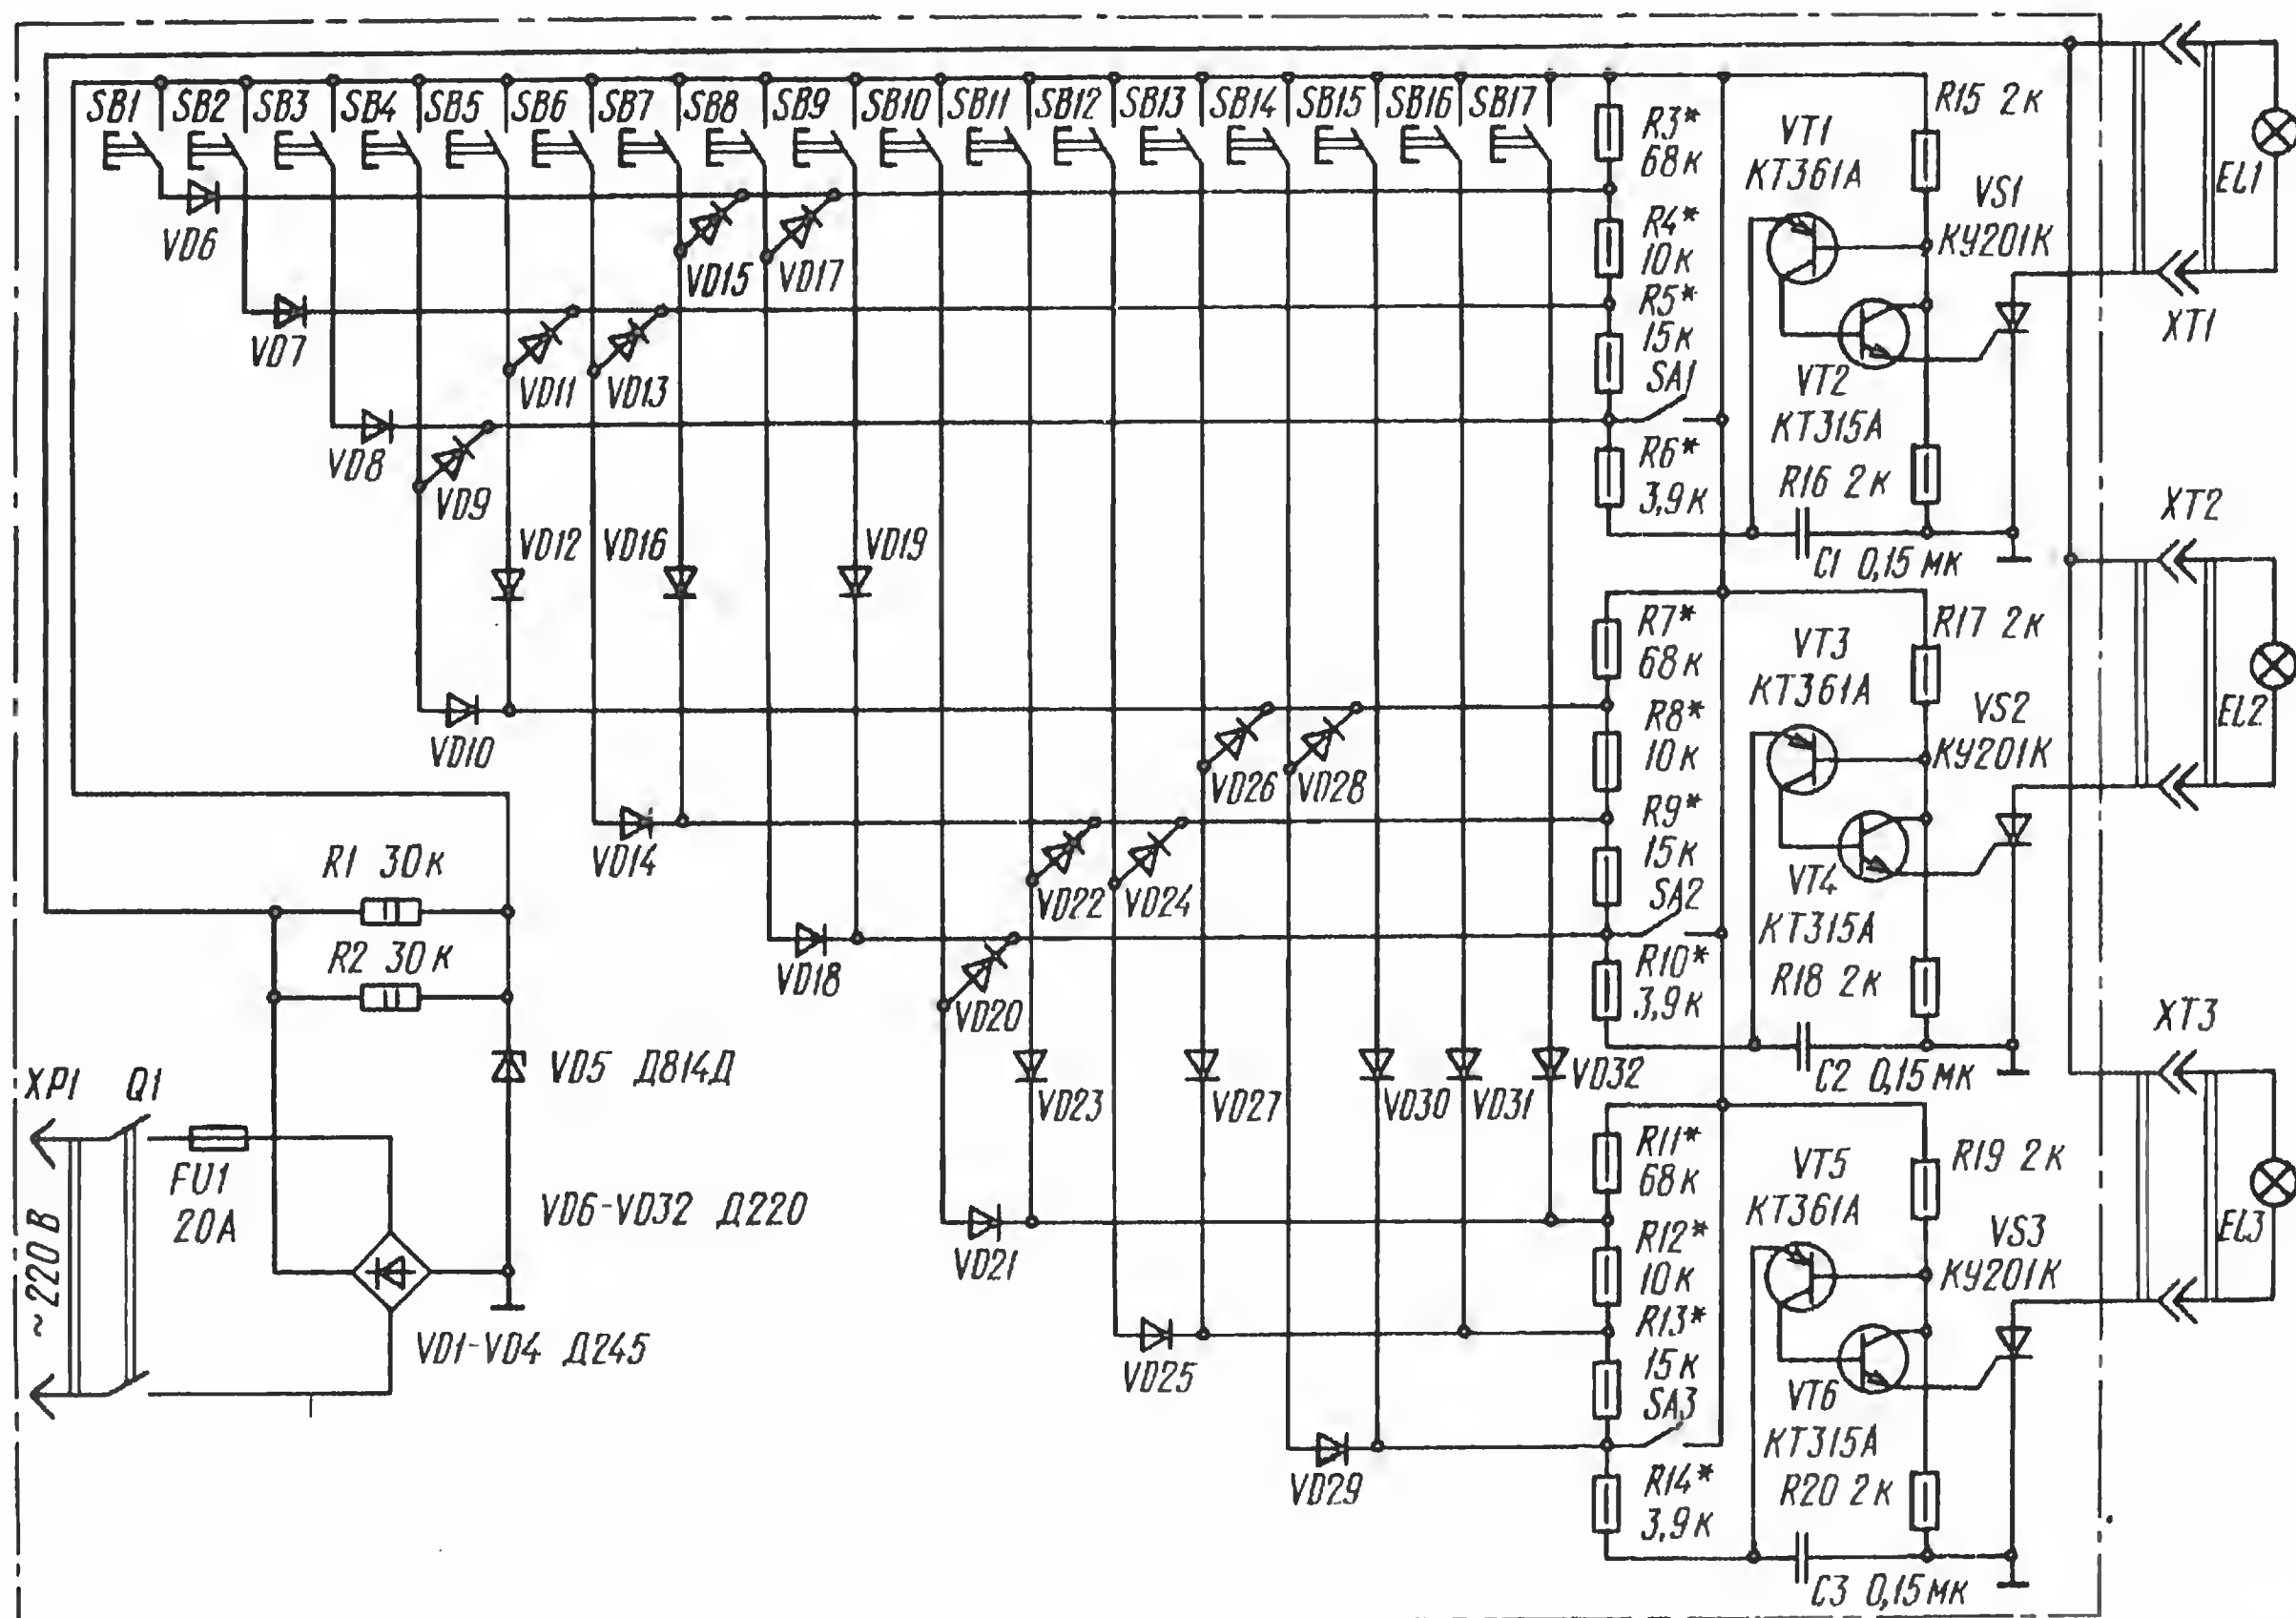 SB1
SB2
SB3
SB4
SB5
SB6
SB7
SB8
SB9
SB10
SB11
SB12
SB13
SB14
SB15
SB16
SB17
R3*
68к
R4*
10к
R5*
15к
SA1
R6*
3,9к
R15 2к
VT1
КТ361А
VS1
КУ201К
VT2
КТ315А
R16 2к
C1 0,15 мк
EL1
XT1
VD6
VD15
VD17
VD7
VD11
VD13
VD8
VD9
VD12
VD16
VD19
VD10
VD26
VD28
R7*
68к
R8*
10к
R9*
15к
SA2
R10*
3,9к
R17 2к
VT3
КТ361А
VS2
КУ201К
VT4
КТ315А
R18 2к
C2 0,15 мк
XT2
EL2
VD14
VD22
VD24
VD18
VD20
R1 30к
R2 30к
VD5 Д814Д
XP1
Q1
FU1
20А
~220 В
VD1-VD4 Д245
VD6-VD32 Д220
VD23
VD27
VD30
VD31
VD32
VD21
VD25
VD29
R11*
68к
R12*
10к
R13*
15к
SA3
R14*
3,9к
R19 2к
VT5
КТ361А
VS3
КУ201К
VT6
КТ315А
R20 2к
C3 0,15мк
XT3
EL3